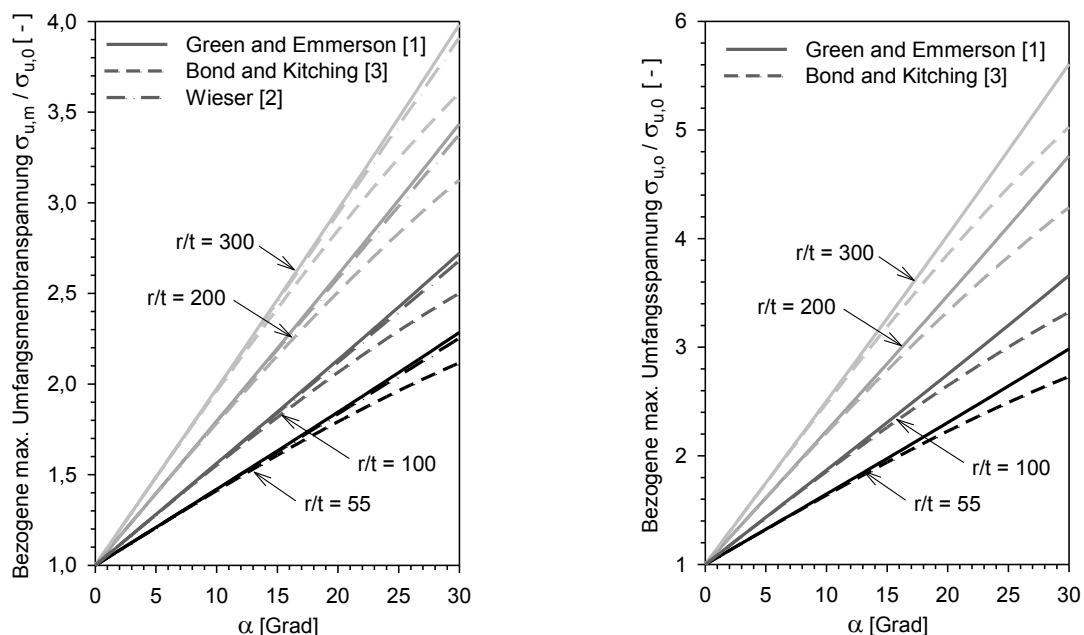 Bezogene max. Umfangsmembranspannung σu,m / σu,0 [ - ]
4,0
3,5
3,0
2,5
2,0
1,5
1,0
Green and Emmerson [1]
Bond and Kitching [3]
Wieser [2]
r/t = 300
r/t = 200
r/t = 100
r/t = 55
0 5 10 15 20 25 30
α [Grad]
Bezogene max. Umfangsspannung σu,o / σu,0 [ - ]
6
5
4
3
2
1
Green and Emmerson [1]
Bond and Kitching [3]
r/t = 300
r/t = 200
r/t = 100
r/t = 55
0 5 10 15 20 25 30
α [Grad]